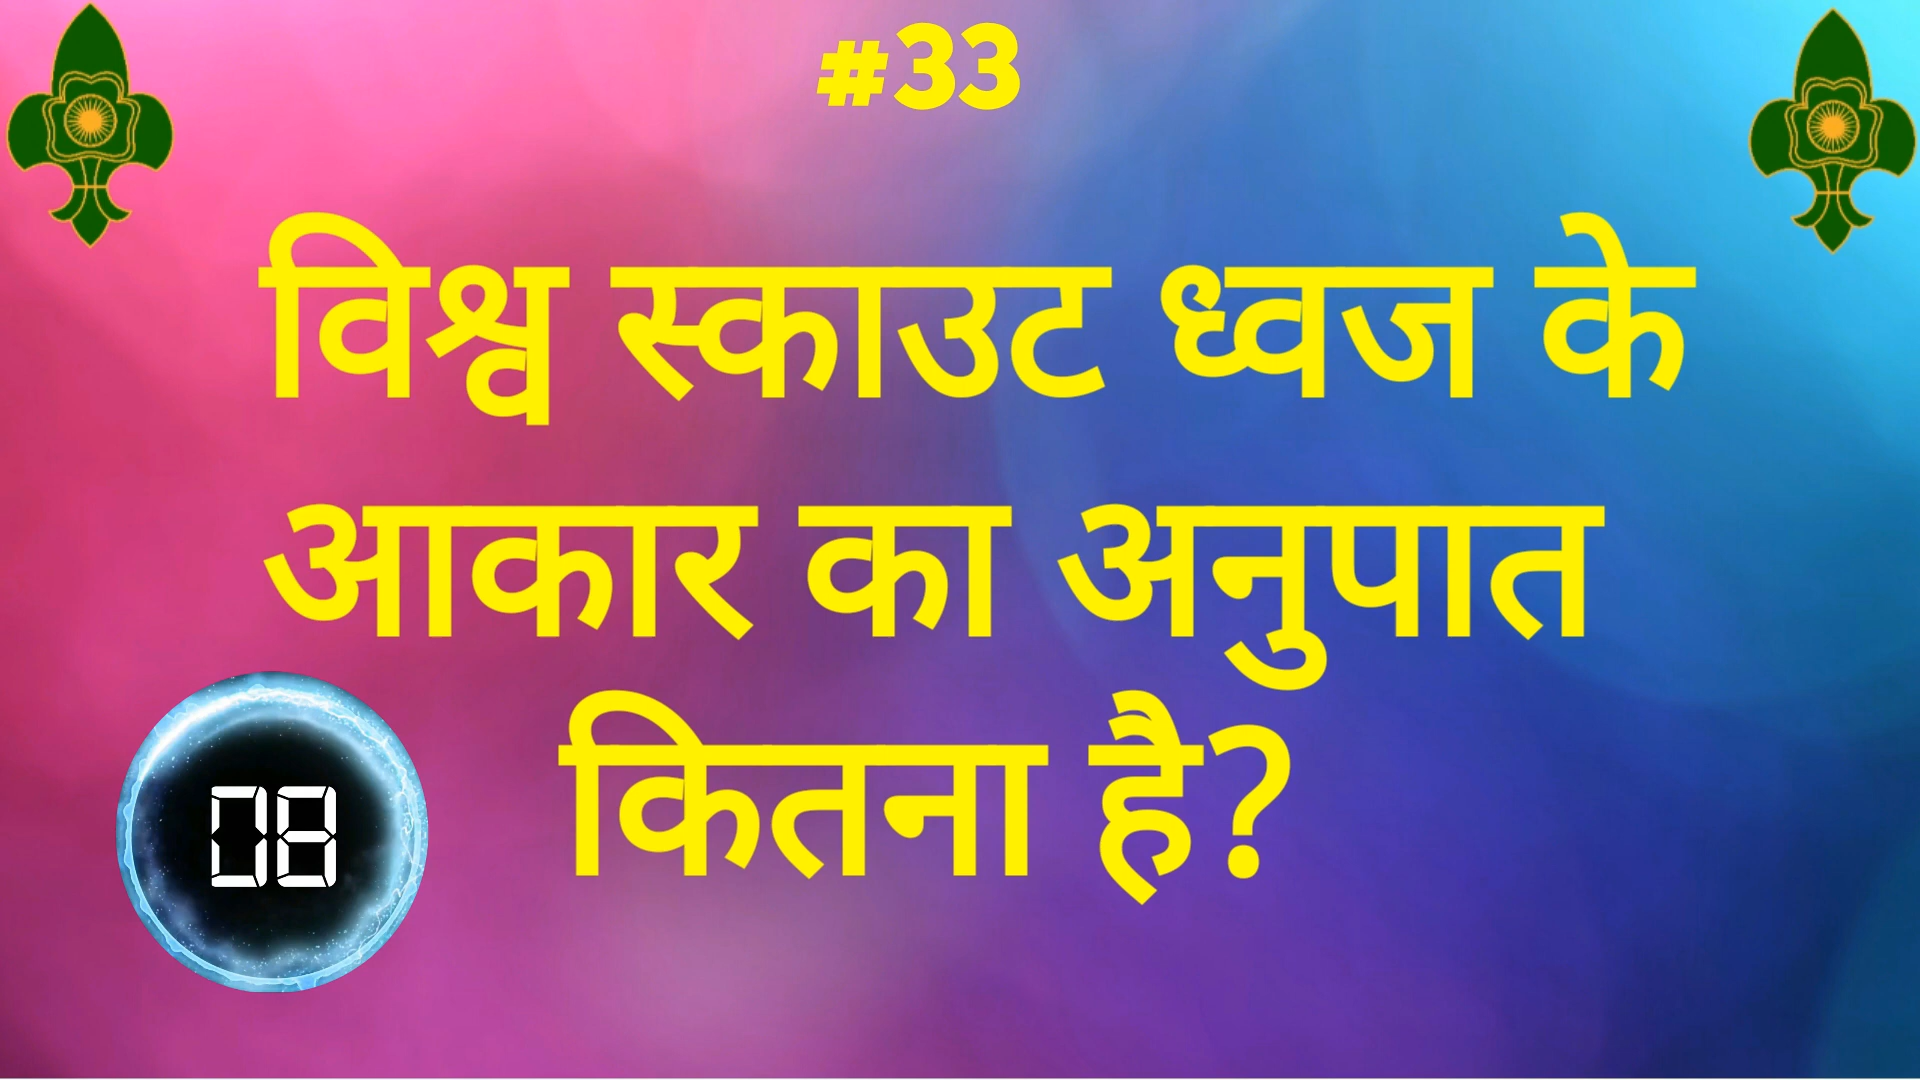 #33
विश्व स्काउट ध्वज के
आकार का अनुपात
कितना है?
08